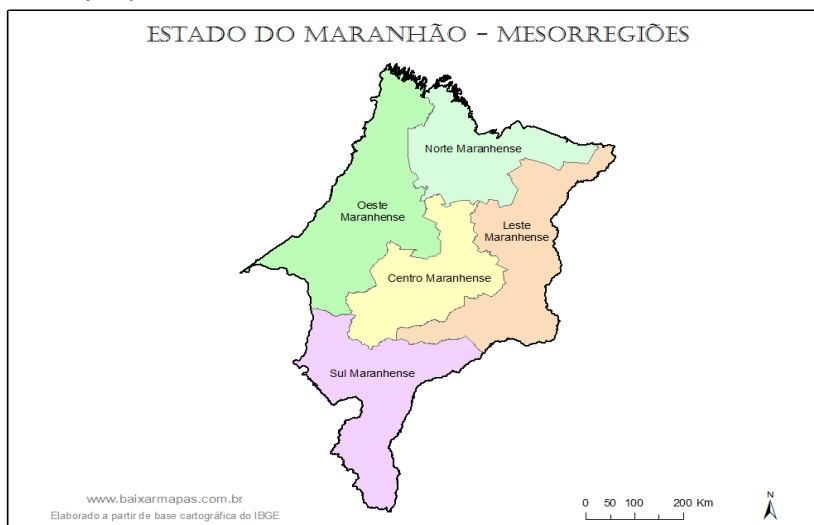 ESTADO DO MARANHÃO - MESORREGIÕES
Norte Maranhense
Oeste
Maranhense
Leste
Maranhense
Centro Maranhense
Sul Maranhense
www.baixarmapas.com.br
Elaborado a partir de base cartográfica do IBGE
0 50 100 200 Km
N